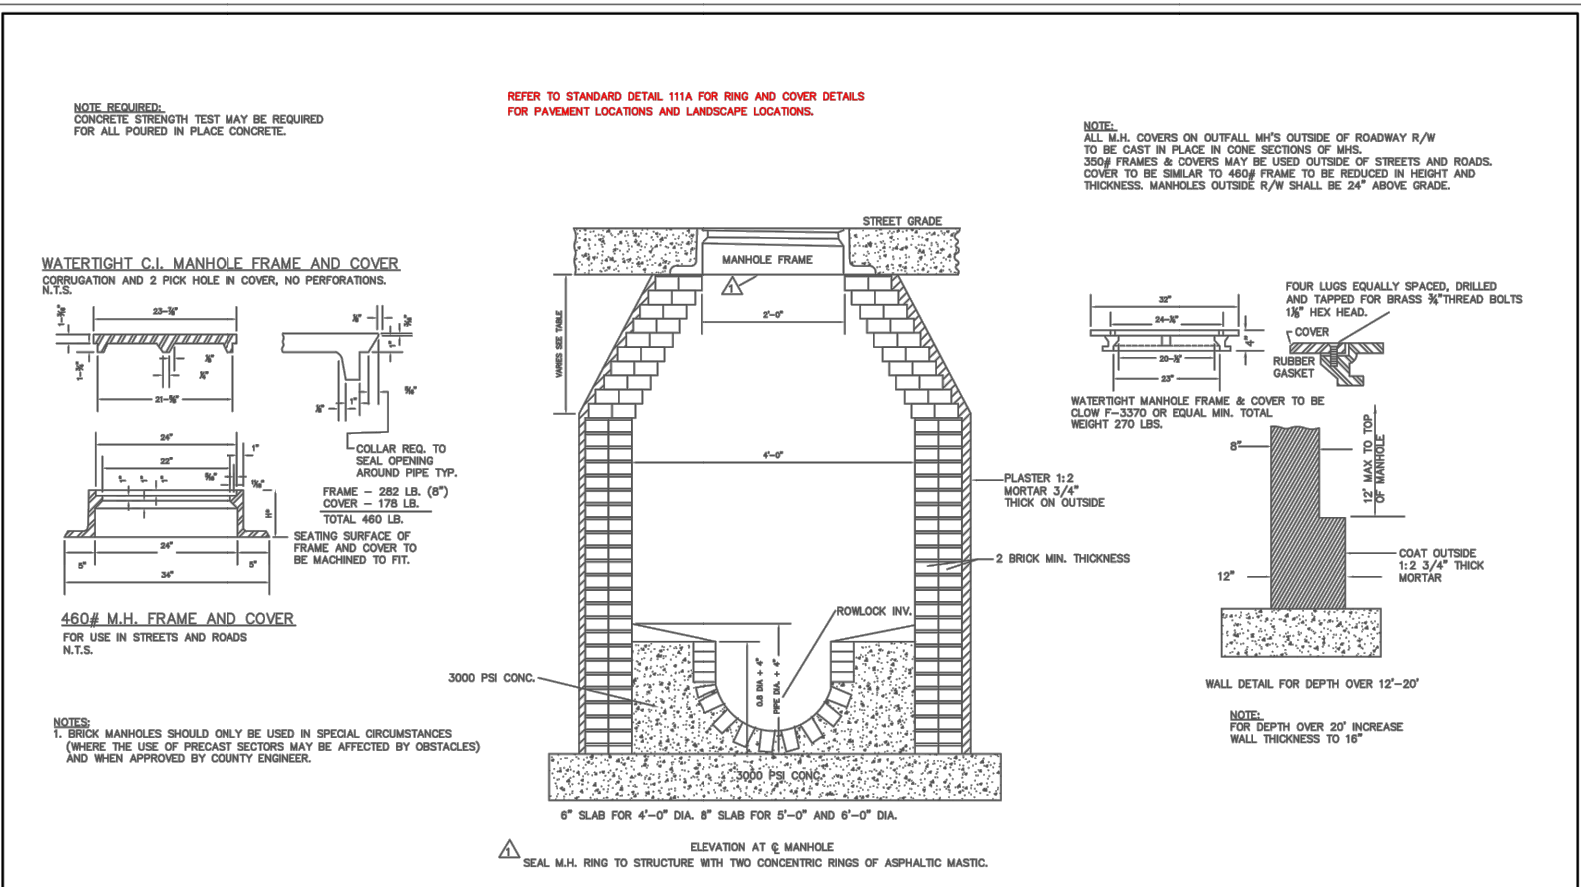 NOTE REQUIRED:
CONCRETE STRENGTH TEST MAY BE REQUIRED
FOR ALL POURED IN PLACE CONCRETE.
REFER TO STANDARD DETAIL 111A FOR RING AND COVER DETAILS
FOR PAVEMENT LOCATIONS AND LANDSCAPE LOCATIONS.
NOTE:
ALL M.H. COVERS ON OUTFALL MH'S OUTSIDE OF ROADWAY R/W
TO BE CAST IN PLACE IN CONE SECTIONS OF MHS.
350# FRAMES & COVERS MAY BE USED OUTSIDE OF STREETS AND ROADS.
COVER TO BE SIMILAR TO 460# FRAME TO BE REDUCED IN HEIGHT AND
THICKNESS. MANHOLES OUTSIDE R/W SHALL BE 24" ABOVE GRADE.
WATERTIGHT C.I. MANHOLE FRAME AND COVER
CORRUGATION AND 2 PICK HOLE IN COVER, NO PERFORATIONS.
N.T.S.
23-⅞"
1"
1"
COLLAR REQ. TO
SEAL OPENING
AROUND PIPE TYP.
24"
22"
1"
1"
1"
1"
24"
5"
5"
34"
FRAME – 282 LB. (8")
COVER – 178 LB.
TOTAL 460 LB.
SEATING SURFACE OF
FRAME AND COVER TO
BE MACHINED TO FIT.
460# M.H. FRAME AND COVER
FOR USE IN STREETS AND ROADS
N.T.S.
NOTES:
1. BRICK MANHOLES SHOULD ONLY BE USED IN SPECIAL CIRCUMSTANCES
(WHERE THE USE OF PRECAST SECTORS MAY BE AFFECTED BY OBSTACLES)
AND WHEN APPROVED BY COUNTY ENGINEER.
STREET GRADE
MANHOLE FRAME
1
2'-0"
VARIES SEE TABLE
4'-0"
PLASTER 1:2
MORTAR 3/4"
THICK ON OUTSIDE
2 BRICK MIN. THICKNESS
ROWLOCK INV.
0.8 DIA + 4"
PIPE DIA. + 4"
3000 PSI CONC.
3000 PSI CONC.
6" SLAB FOR 4'-0" DIA. 8" SLAB FOR 5'-0" AND 6'-0" DIA.
ELEVATION AT ℄ MANHOLE
1
SEAL M.H. RING TO STRUCTURE WITH TWO CONCENTRIC RINGS OF ASPHALTIC MASTIC.
32"
4"
23"
FOUR LUGS EQUALLY SPACED, DRILLED
AND TAPPED FOR BRASS ¾"THREAD BOLTS
1⅛" HEX HEAD.
COVER
RUBBER
GASKET
WATERTIGHT MANHOLE FRAME & COVER TO BE
CLOW F-3370 OR EQUAL MIN. TOTAL
WEIGHT 270 LBS.
8"
12' MAX TO TOP
OF MANHOLE
12"
COAT OUTSIDE
1:2 3/4" THICK
MORTAR
WALL DETAIL FOR DEPTH OVER 12'-20'
NOTE:
FOR DEPTH OVER 20' INCREASE
WALL THICKNESS TO 16"